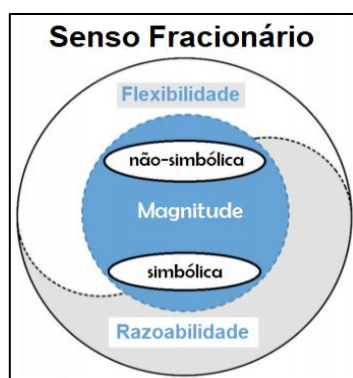 Senso Fracionário
Flexibilidade
não-simbólica
Magnitude
simbólica
Razoabilidade